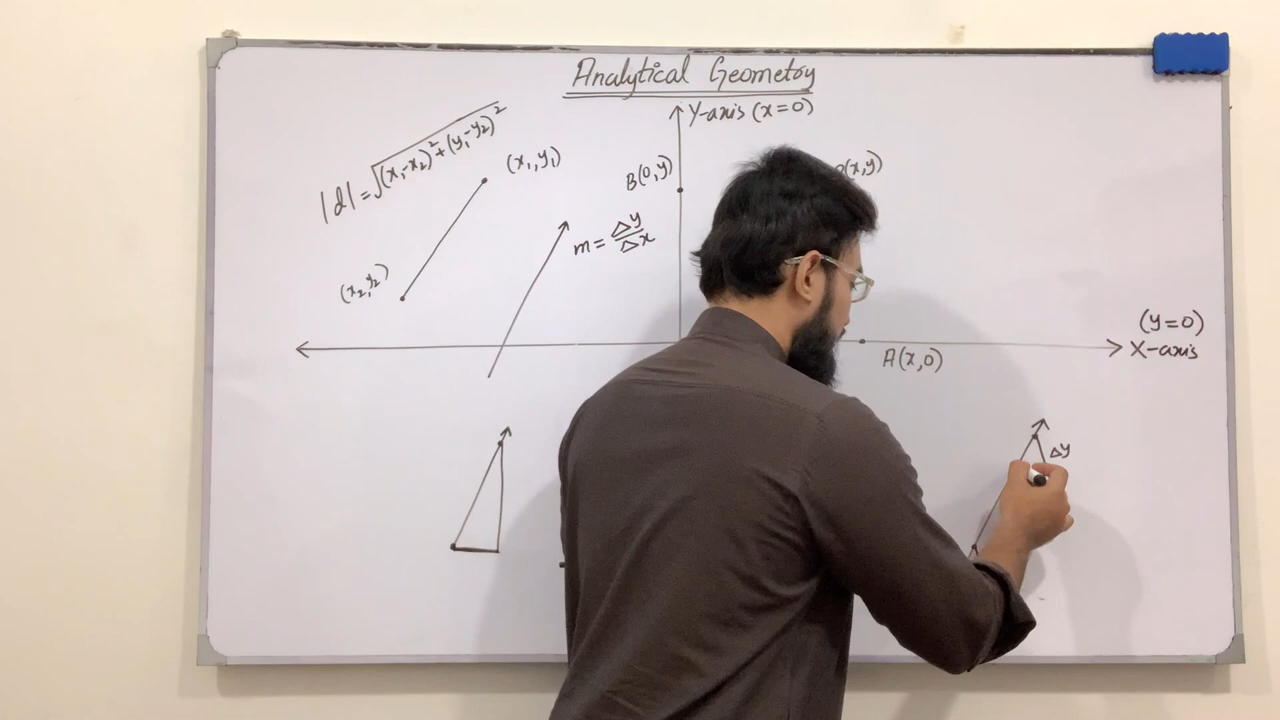 Analytical Geometry
Y-axis (x=0)
|d| = √(x₁-x₂)²+(y₁-y₂)²
(x₁,y₁)
B(0,y)
(x,y)
m = Δy/Δx
(x₂,y₂)
(y=0)
X-axis
A(x,0)
Δy